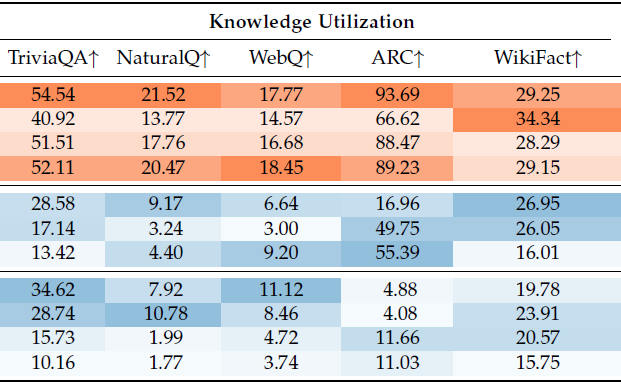 Knowledge Utilization
TriviaQA↑ NaturalQ↑ WebQ↑ ARC↑ WikiFact↑
54.54 21.52 17.77 93.69 29.25
40.92 13.77 14.57 66.62 34.34
51.51 17.76 16.68 88.47 28.29
52.11 20.47 18.45 89.23 29.15
28.58 9.17 6.64 16.96 26.95
17.14 3.24 3.00 49.75 26.05
13.42 4.40 9.20 55.39 16.01
34.62 7.92 11.12 4.88 19.78
28.74 10.78 8.46 4.08 23.91
15.73 1.99 4.72 11.66 20.57
10.16 1.77 3.74 11.03 15.75